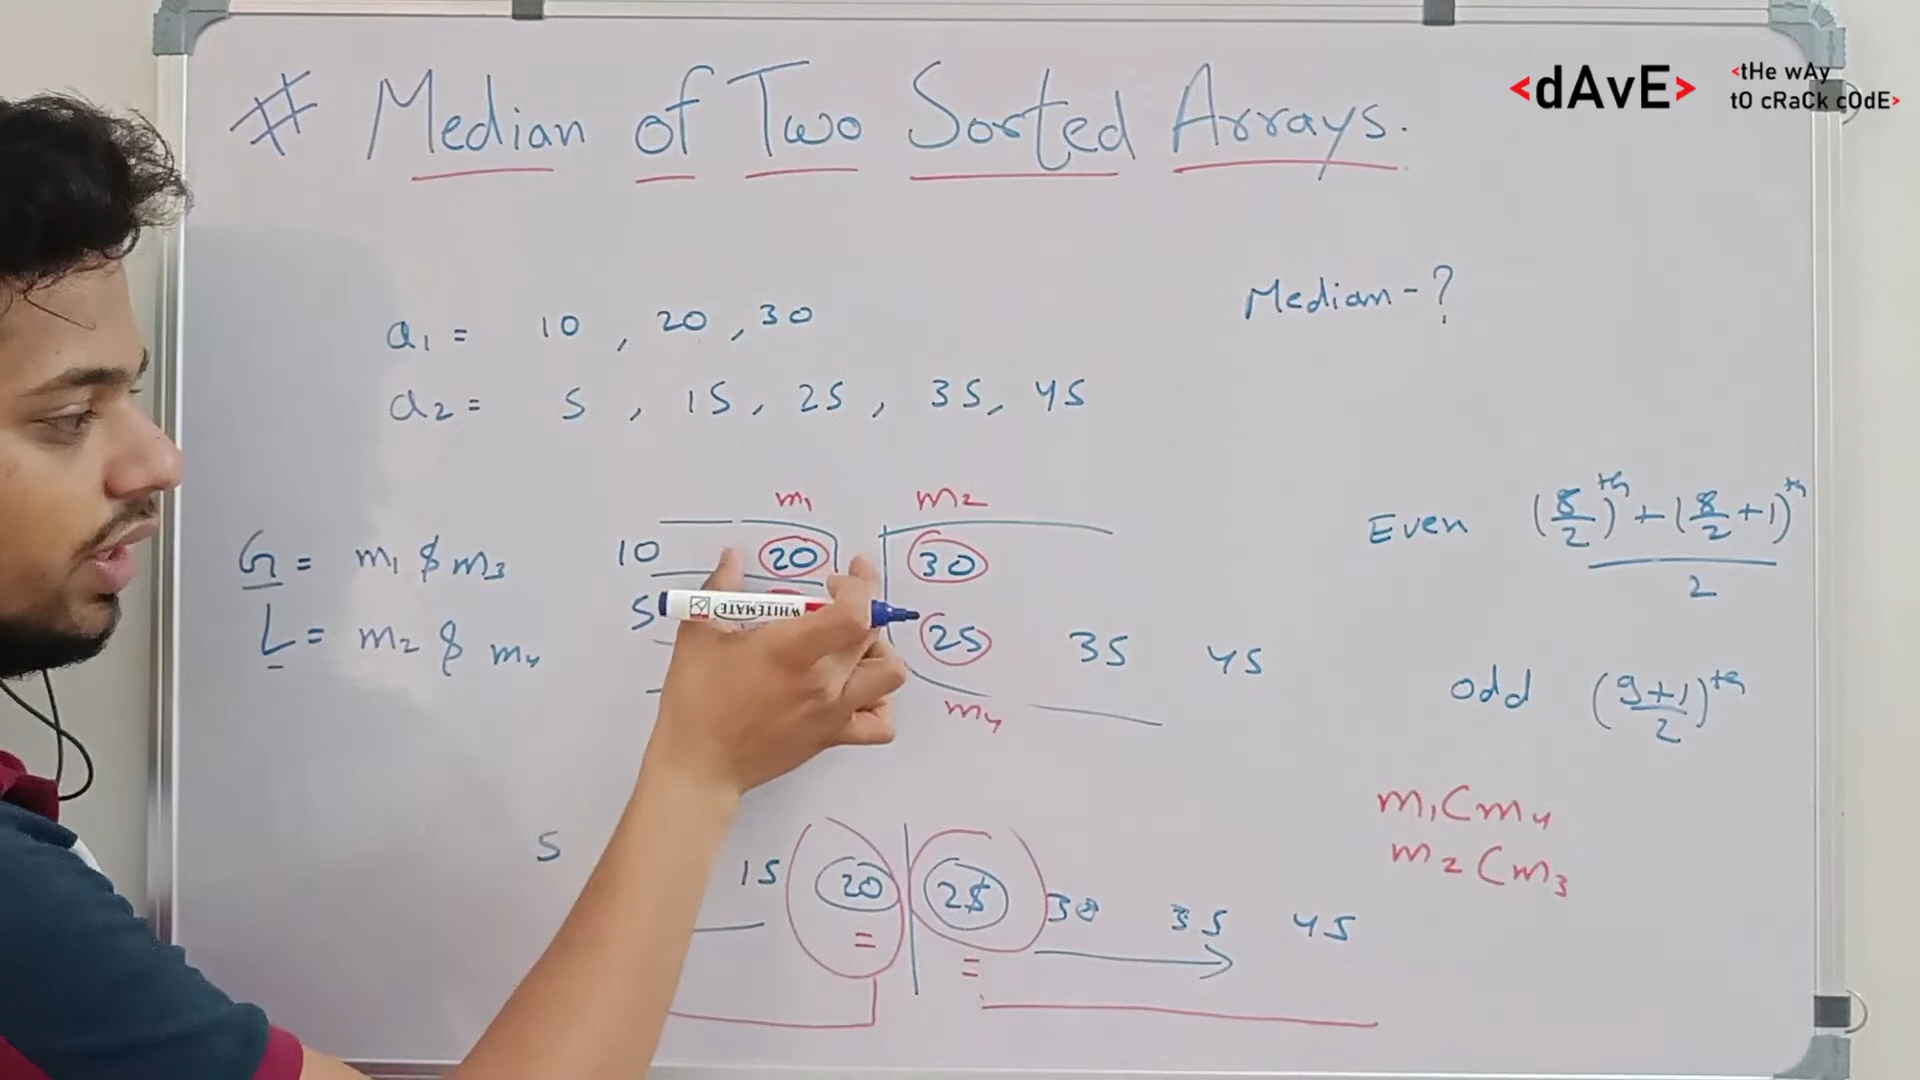 <dAvE> <tHe wAy
tO cRaCk cOdE>
# Median of Two Sorted Arrays.
Median - ?
a1 = 10 , 20 , 30
a2 = 5 , 15 , 25 , 35, 45
m1 m2
G = m1 & m3 10 20 30
L = m2 & m4 5 25 35 45
m4
WHITEMATE
Even (8/2)th + (8/2 + 1)th
2
odd (9+1/2)th
m1 < m4
m2 < m3
5 15 20 25 30 35 45
= =